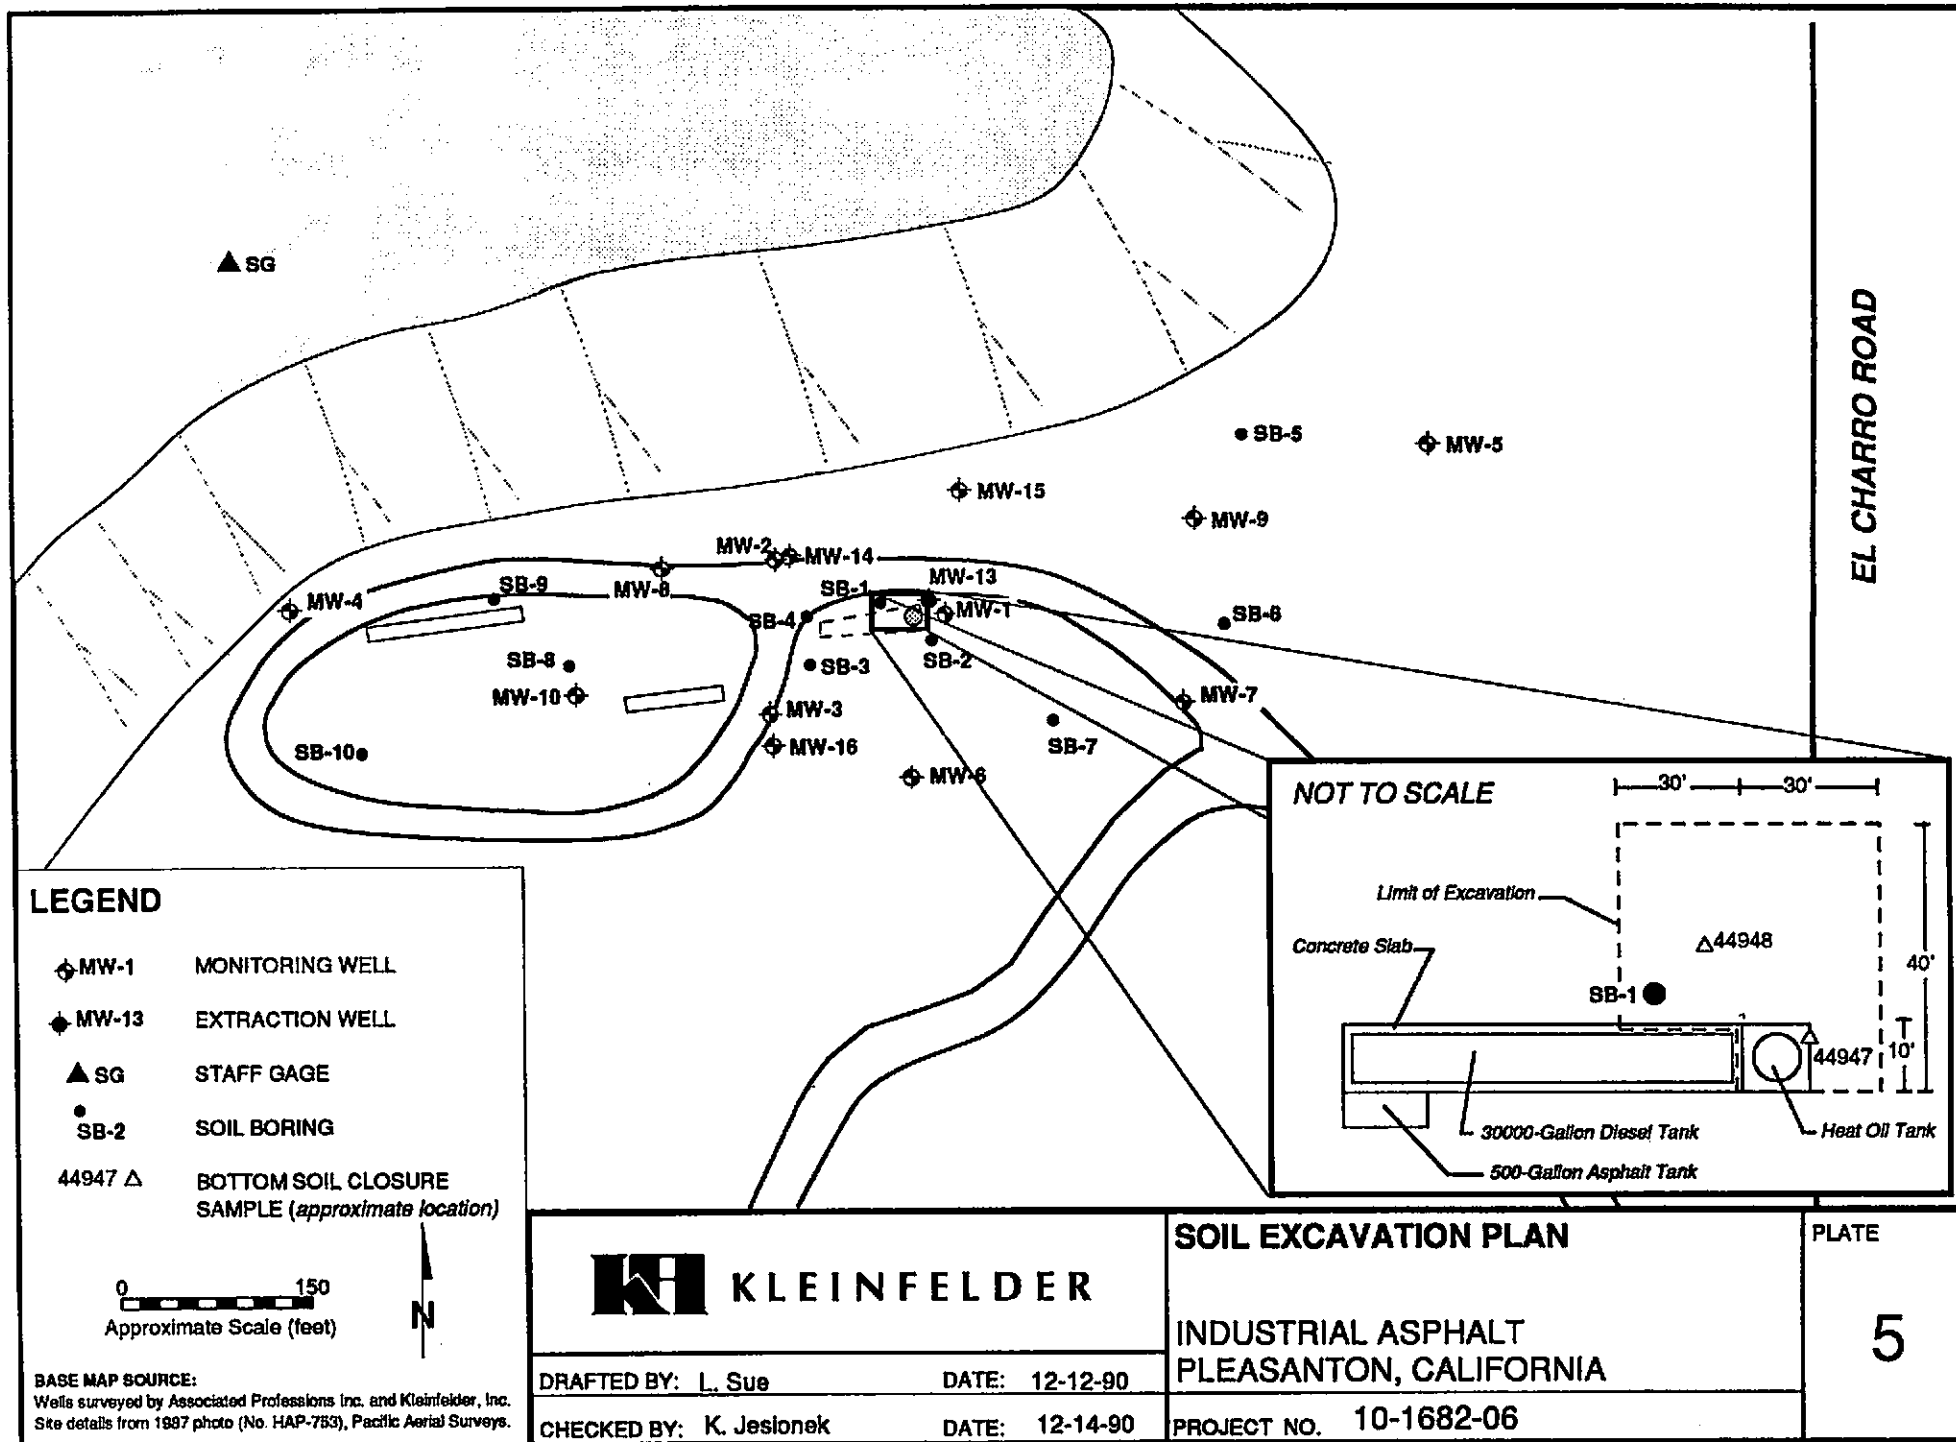 SG
EL CHARRO ROAD
SB-5
MW-5
MW-15
MW-9
MW-2
MW-14
SB-9
MW-8
SB-1
MW-13
MW-4
SB-4
MW-1
SB-6
SB-8
SB-3
SB-2
MW-10
MW-7
MW-3
SB-10
MW-16
SB-7
MW-6
NOT TO SCALE
30'
30'
Limit of Excavation
Concrete Slab
44948
40'
SB-1
10'
44947
30000-Gallon Diesel Tank
Heat Oil Tank
500-Gallon Asphalt Tank
LEGEND
MW-1 MONITORING WELL
MW-13 EXTRACTION WELL
SG STAFF GAGE
SB-2 SOIL BORING
44947 BOTTOM SOIL CLOSURE
SAMPLE (approximate location)
0 150
Approximate Scale (feet)
N
BASE MAP SOURCE:
Wells surveyed by Associated Professions Inc. and Kleinfelder, Inc.
Site details from 1987 photo (No. HAP-753), Pacific Aerial Surveys.
KH KLEINFELDER
DRAFTED BY: L. Sue DATE: 12-12-90
CHECKED BY: K. Jesionek DATE: 12-14-90
SOIL EXCAVATION PLAN
INDUSTRIAL ASPHALT
PLEASANTON, CALIFORNIA
PROJECT NO. 10-1682-06
PLATE
5